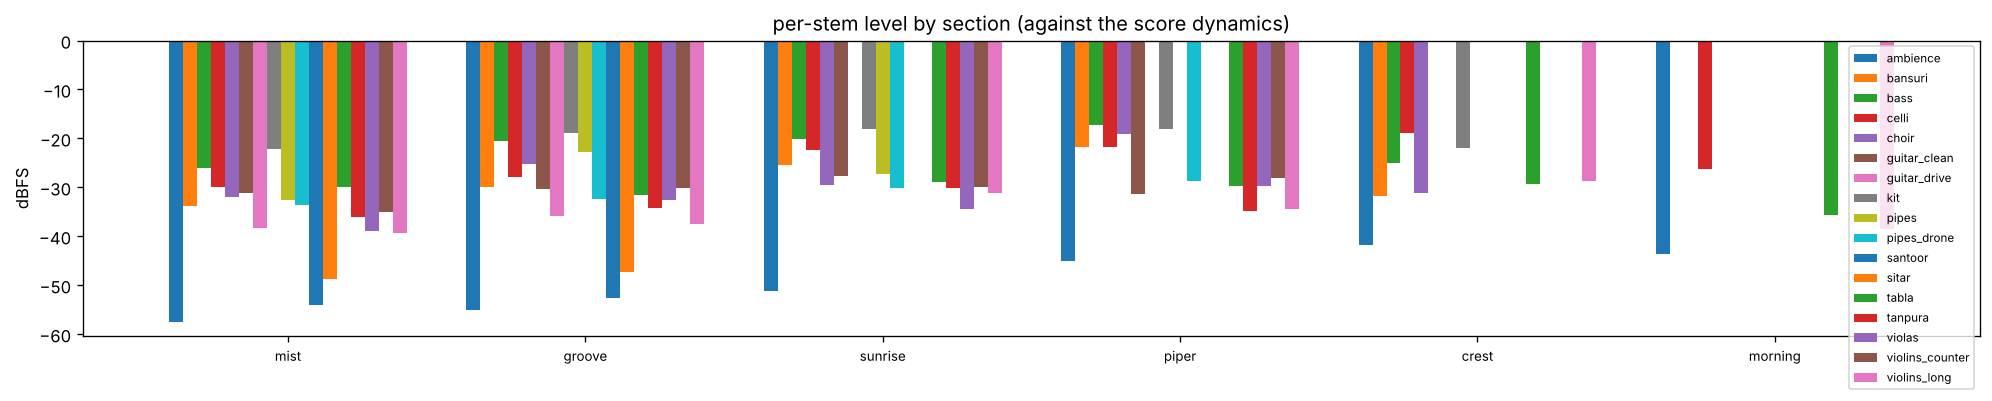 per-stem level by section (against the score dynamics)
dBFS
0
−10
−20
−30
−40
−50
−60
mist
groove
sunrise
piper
crest
morning
ambience
bansuri
bass
celli
choir
guitar_clean
guitar_drive
kit
pipes
pipes_drone
santoor
sitar
tabla
tanpura
violas
violins_counter
violins_long